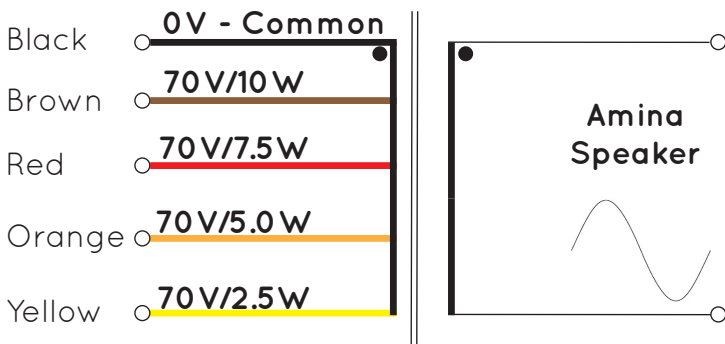 0V - Common
Black
70V/10W
Brown
70V/7.5W
Red
70V/5.0W
Orange
70V/2.5W
Yellow
Amina
Speaker